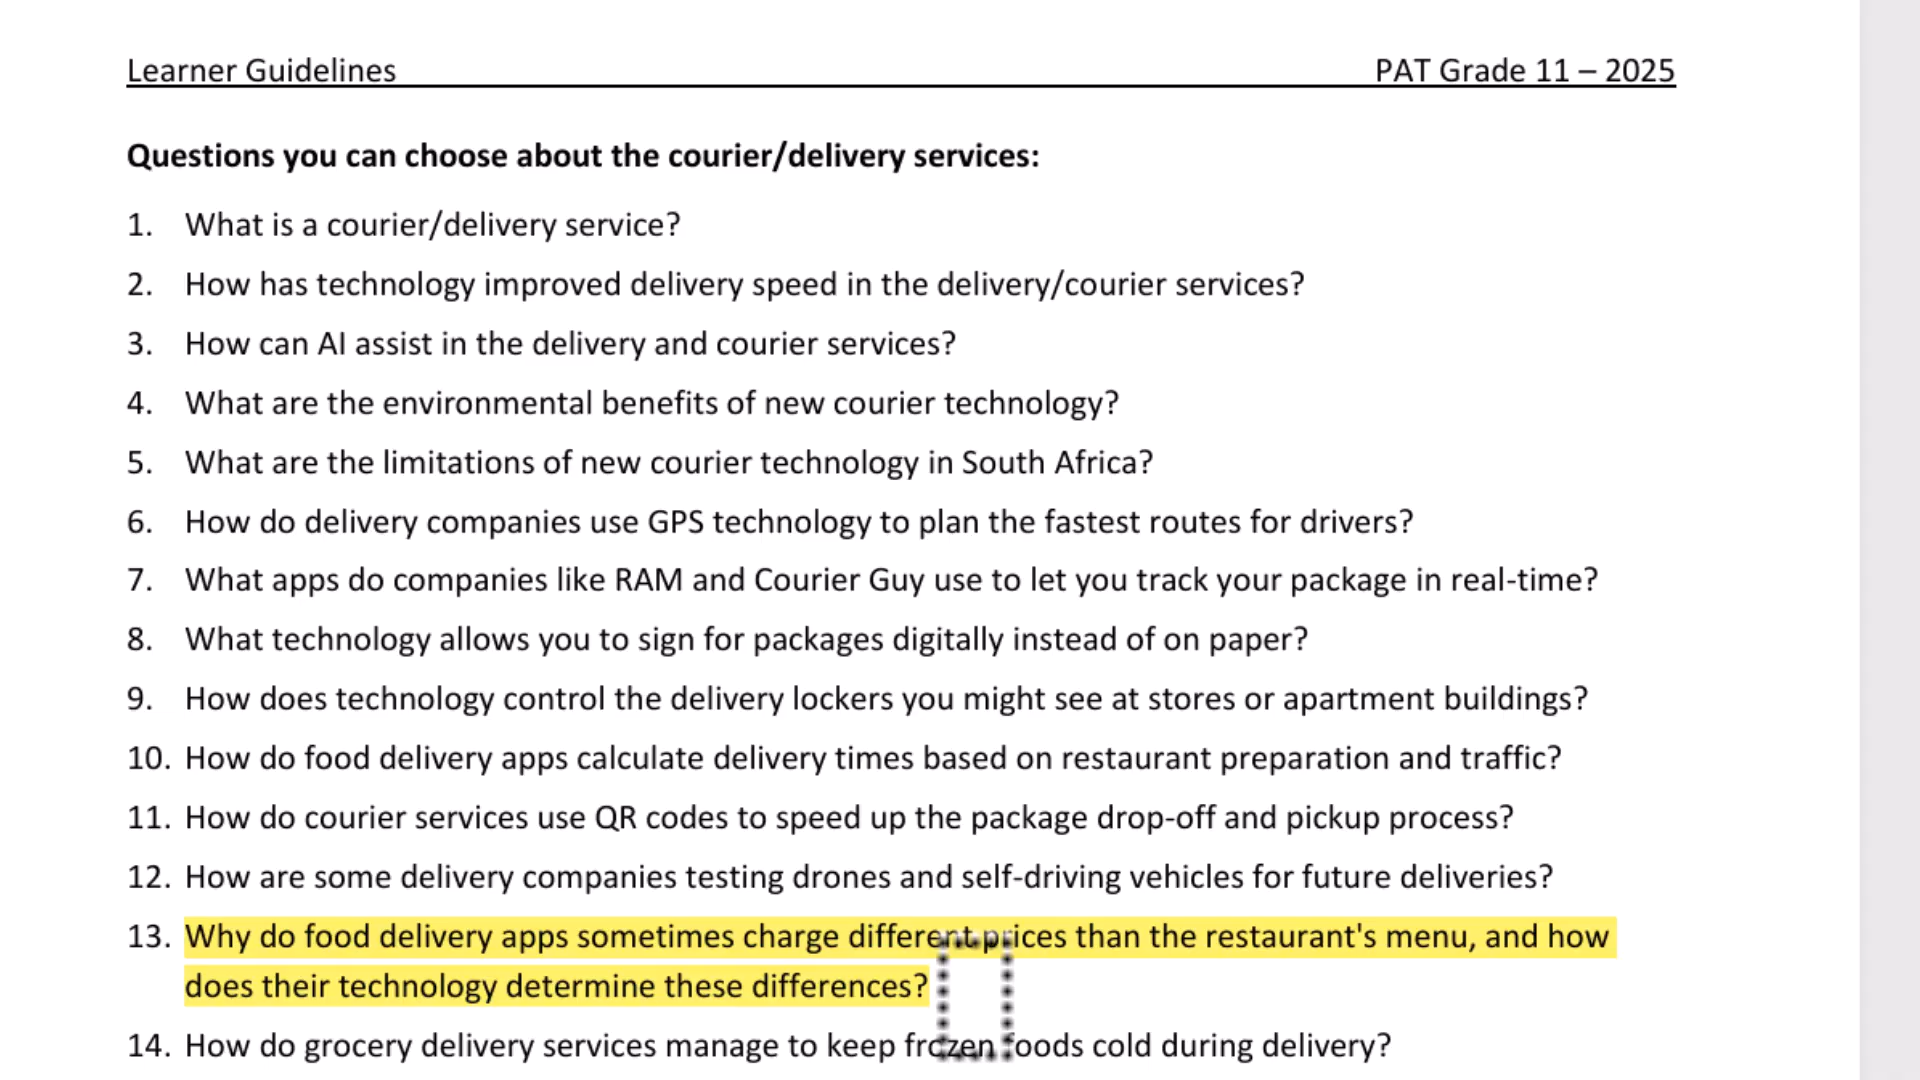 Learner Guidelines PAT Grade 11 – 2025
Questions you can choose about the courier/delivery services:
1. What is a courier/delivery service?
2. How has technology improved delivery speed in the delivery/courier services?
3. How can AI assist in the delivery and courier services?
4. What are the environmental benefits of new courier technology?
5. What are the limitations of new courier technology in South Africa?
6. How do delivery companies use GPS technology to plan the fastest routes for drivers?
7. What apps do companies like RAM and Courier Guy use to let you track your package in real-time?
8. What technology allows you to sign for packages digitally instead of on paper?
9. How does technology control the delivery lockers you might see at stores or apartment buildings?
10. How do food delivery apps calculate delivery times based on restaurant preparation and traffic?
11. How do courier services use QR codes to speed up the package drop-off and pickup process?
12. How are some delivery companies testing drones and self-driving vehicles for future deliveries?
13. Why do food delivery apps sometimes charge different prices than the restaurant's menu, and how
does their technology determine these differences?
14. How do grocery delivery services manage to keep frozen foods cold during delivery?